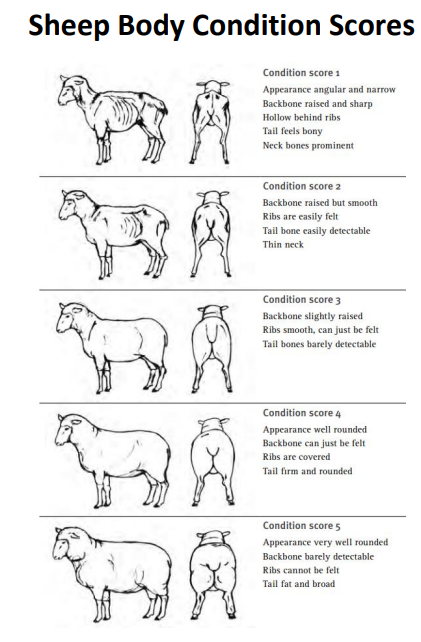 Sheep Body Condition Scores
Condition score 1
Appearance angular and narrow
Backbone raised and sharp
Hollow behind ribs
Tail feels bony
Neck bones prominent
Condition score 2
Backbone raised but smooth
Ribs are easily felt
Tail bone easily detectable
Thin neck
Condition score 3
Backbone slightly raised
Ribs smooth, can just be felt
Tail bones barely detectable
Condition score 4
Appearance well rounded
Backbone can just be felt
Ribs are covered
Tail firm and rounded
Condition score 5
Appearance very well rounded
Backbone barely detectable
Ribs cannot be felt
Tail fat and broad